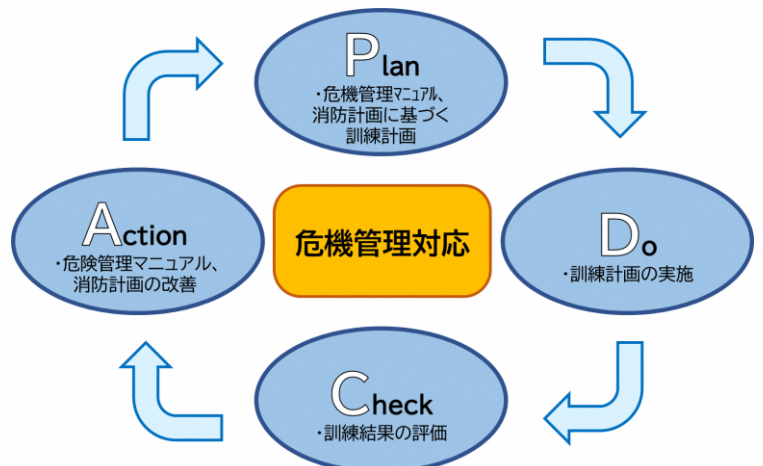 Plan
・危機管理ﾏﾆｭｱﾙ、
消防計画に基づく
訓練計画
Action
・危険管理マニュアル、
消防計画の改善
危機管理対応
Do
・訓練計画の実施
Check
・訓練結果の評価